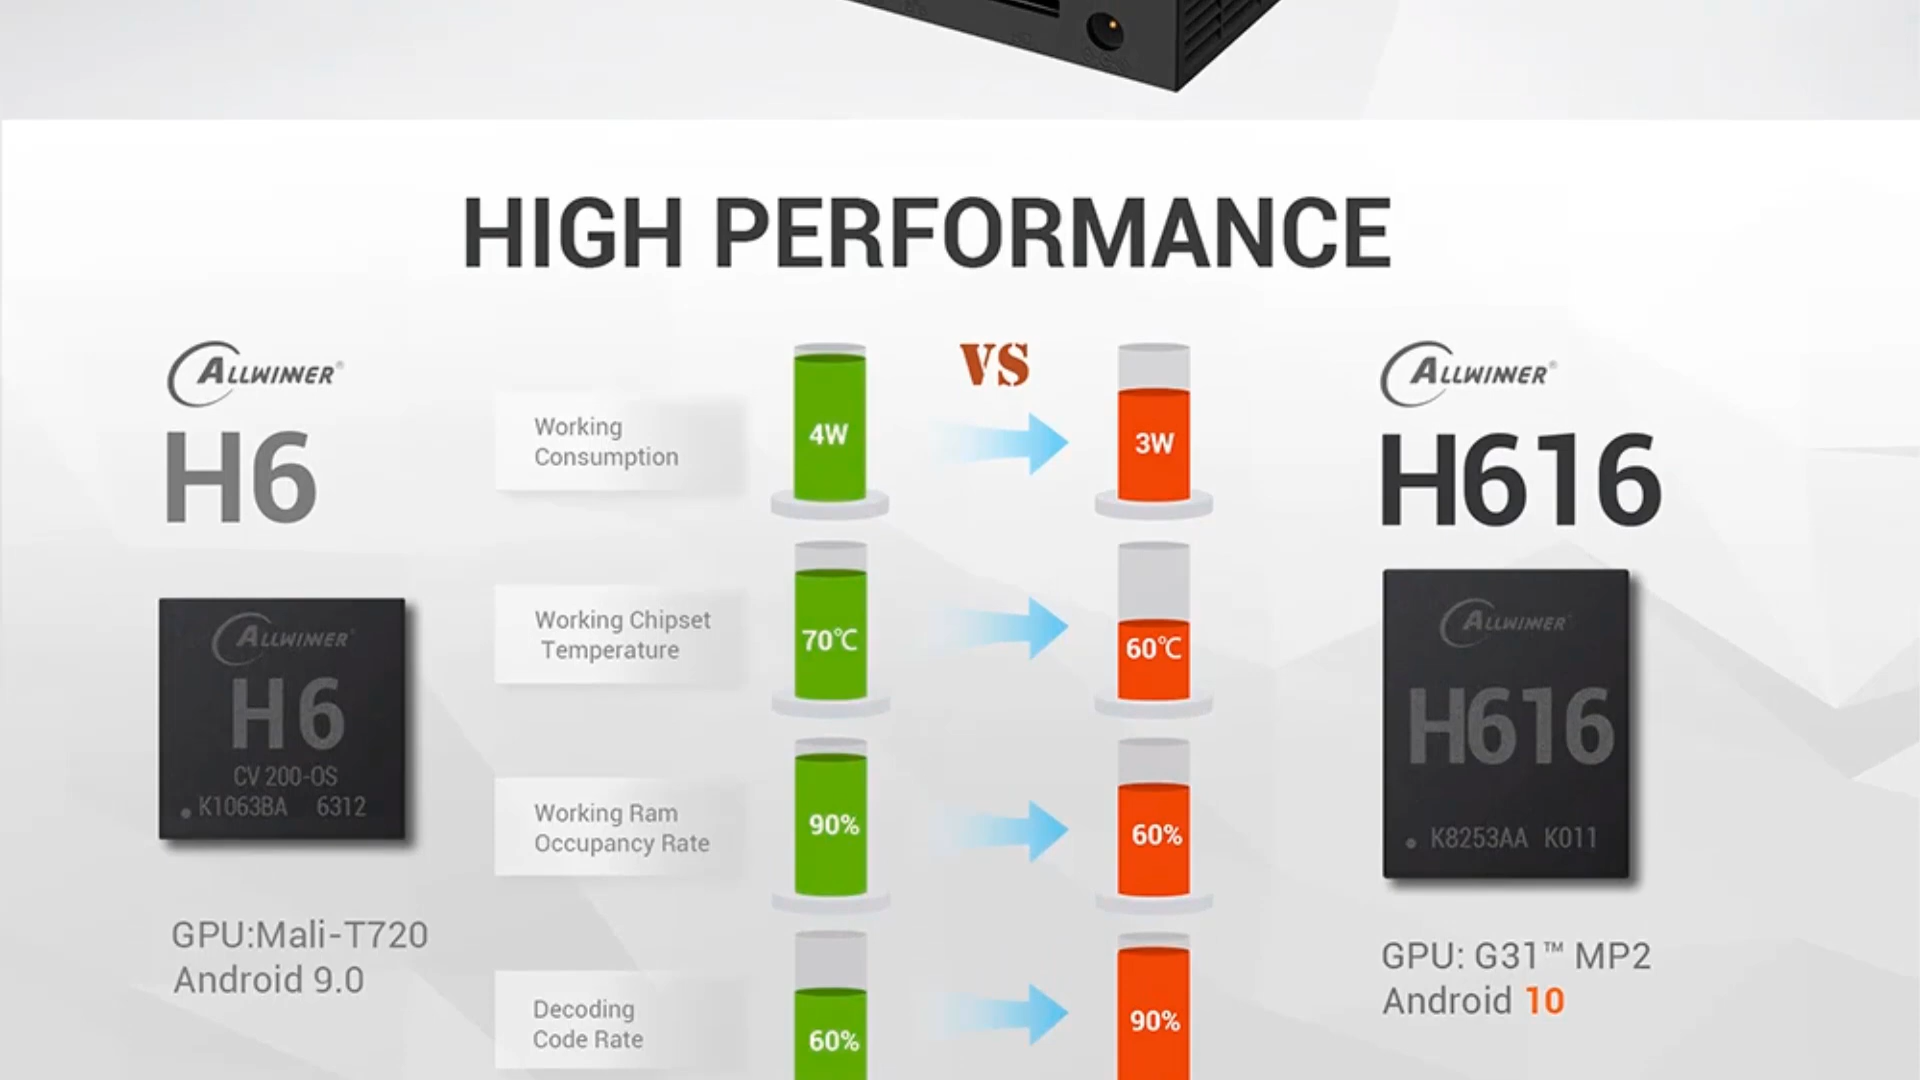 HIGH PERFORMANCE
ALLWINNER®
H6
ALLWINNER
H6
CV 200-OS
K1063BA 6312
GPU:Mali-T720
Android 9.0
VS
Working
Consumption
4W
3W
Working Chipset
Temperature
70℃
60℃
Working Ram
Occupancy Rate
90%
60%
Decoding
Code Rate
60%
90%
ALLWINNER®
H616
ALLWINNER
H616
K8253AA K011
GPU: G31™ MP2
Android 10